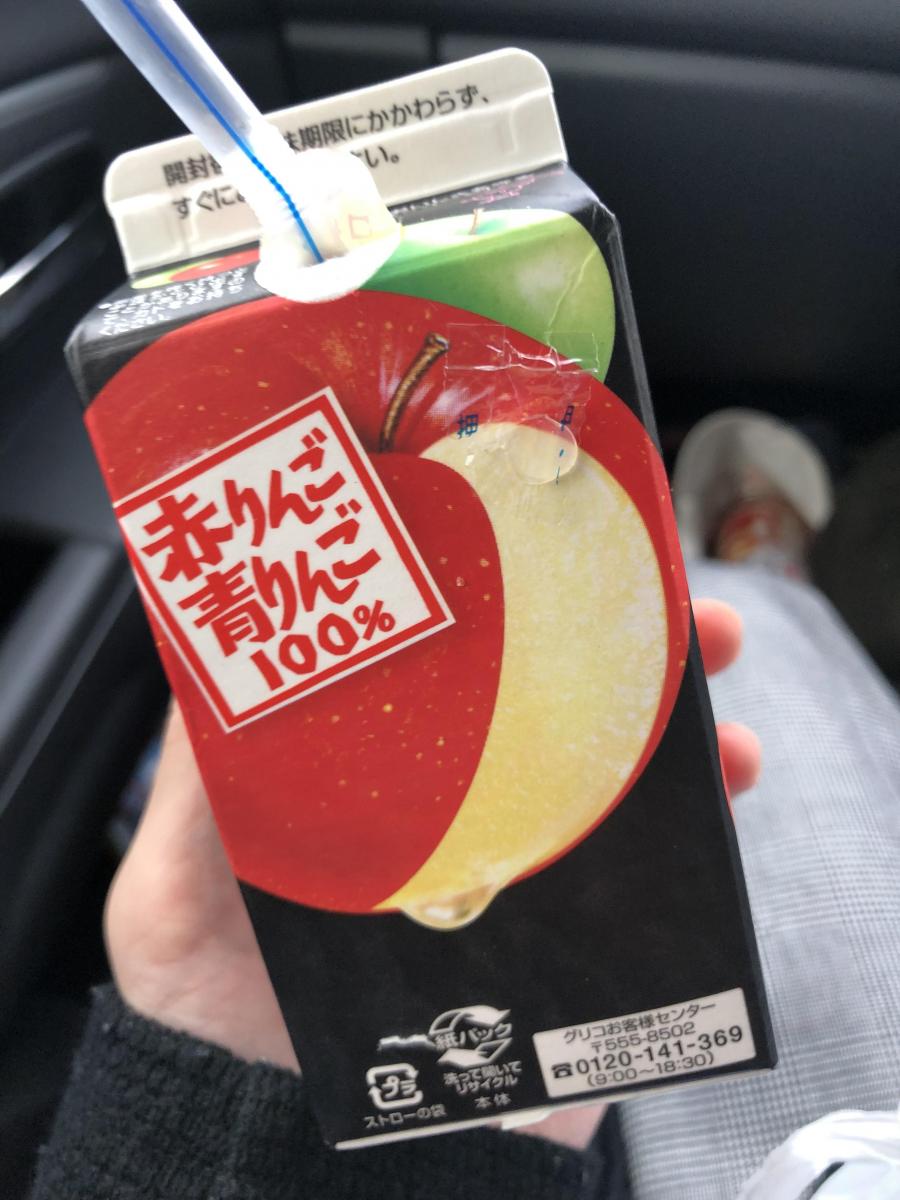 開封 味期限にかかわらず、
すぐに い。
赤りんご
青りんご
100%
押
紙パック
洗って開いて
リサイクル
本体
プラ
ストローの袋
グリコお客様センター
〒555-8502
☎0120-141-369
(9:00～18:30)